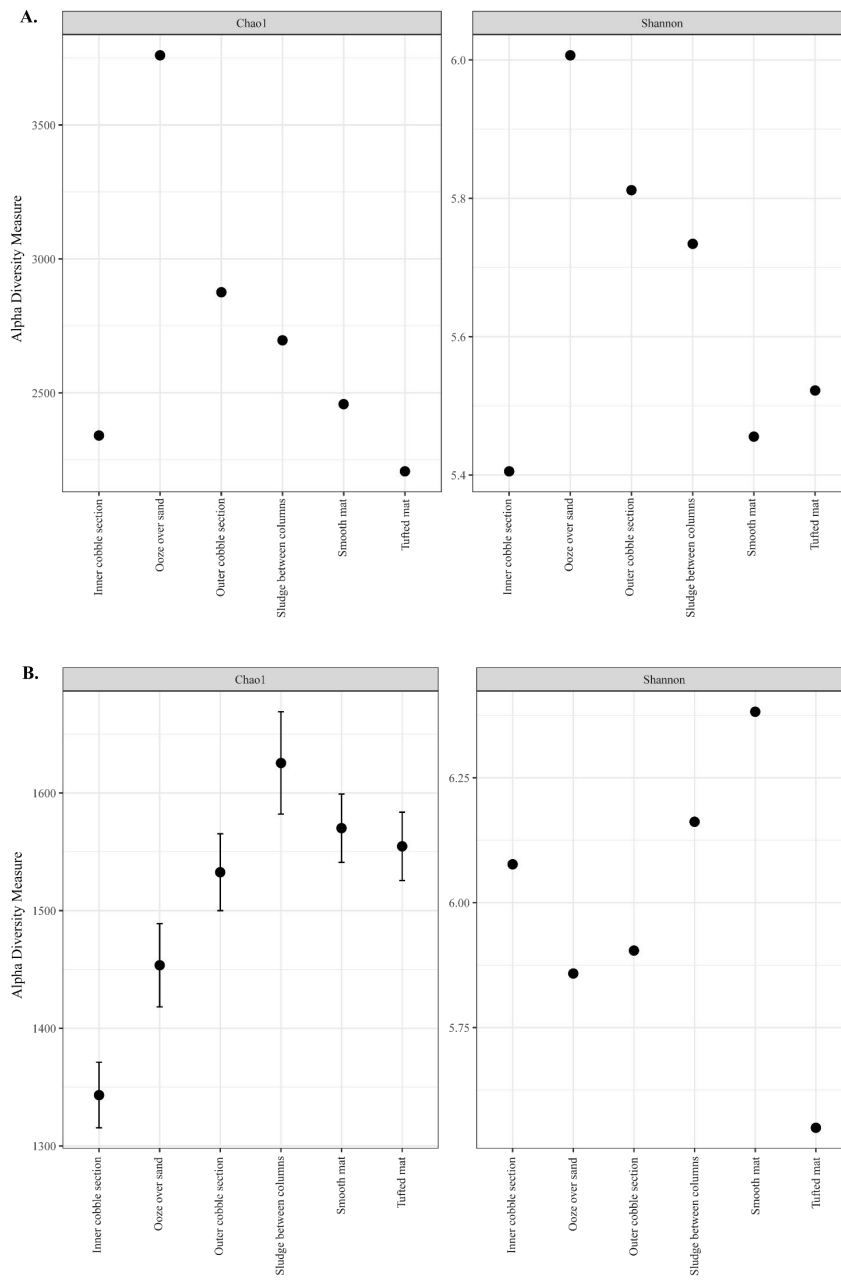 A.
Chao1
Shannon
Alpha Diversity Measure
3500
3000
2500
6.0
5.8
5.6
5.4
Inner cobble section
Ooze over sand
Outer cobble section
Sludge between columns
Smooth mat
Tufted mat
Inner cobble section
Ooze over sand
Outer cobble section
Sludge between columns
Smooth mat
Tufted mat
B.
Chao1
Shannon
Alpha Diversity Measure
1600
1500
1400
1300
6.25
6.00
5.75
Inner cobble section
Ooze over sand
Outer cobble section
Sludge between columns
Smooth mat
Tufted mat
Inner cobble section
Ooze over sand
Outer cobble section
Sludge between columns
Smooth mat
Tufted mat